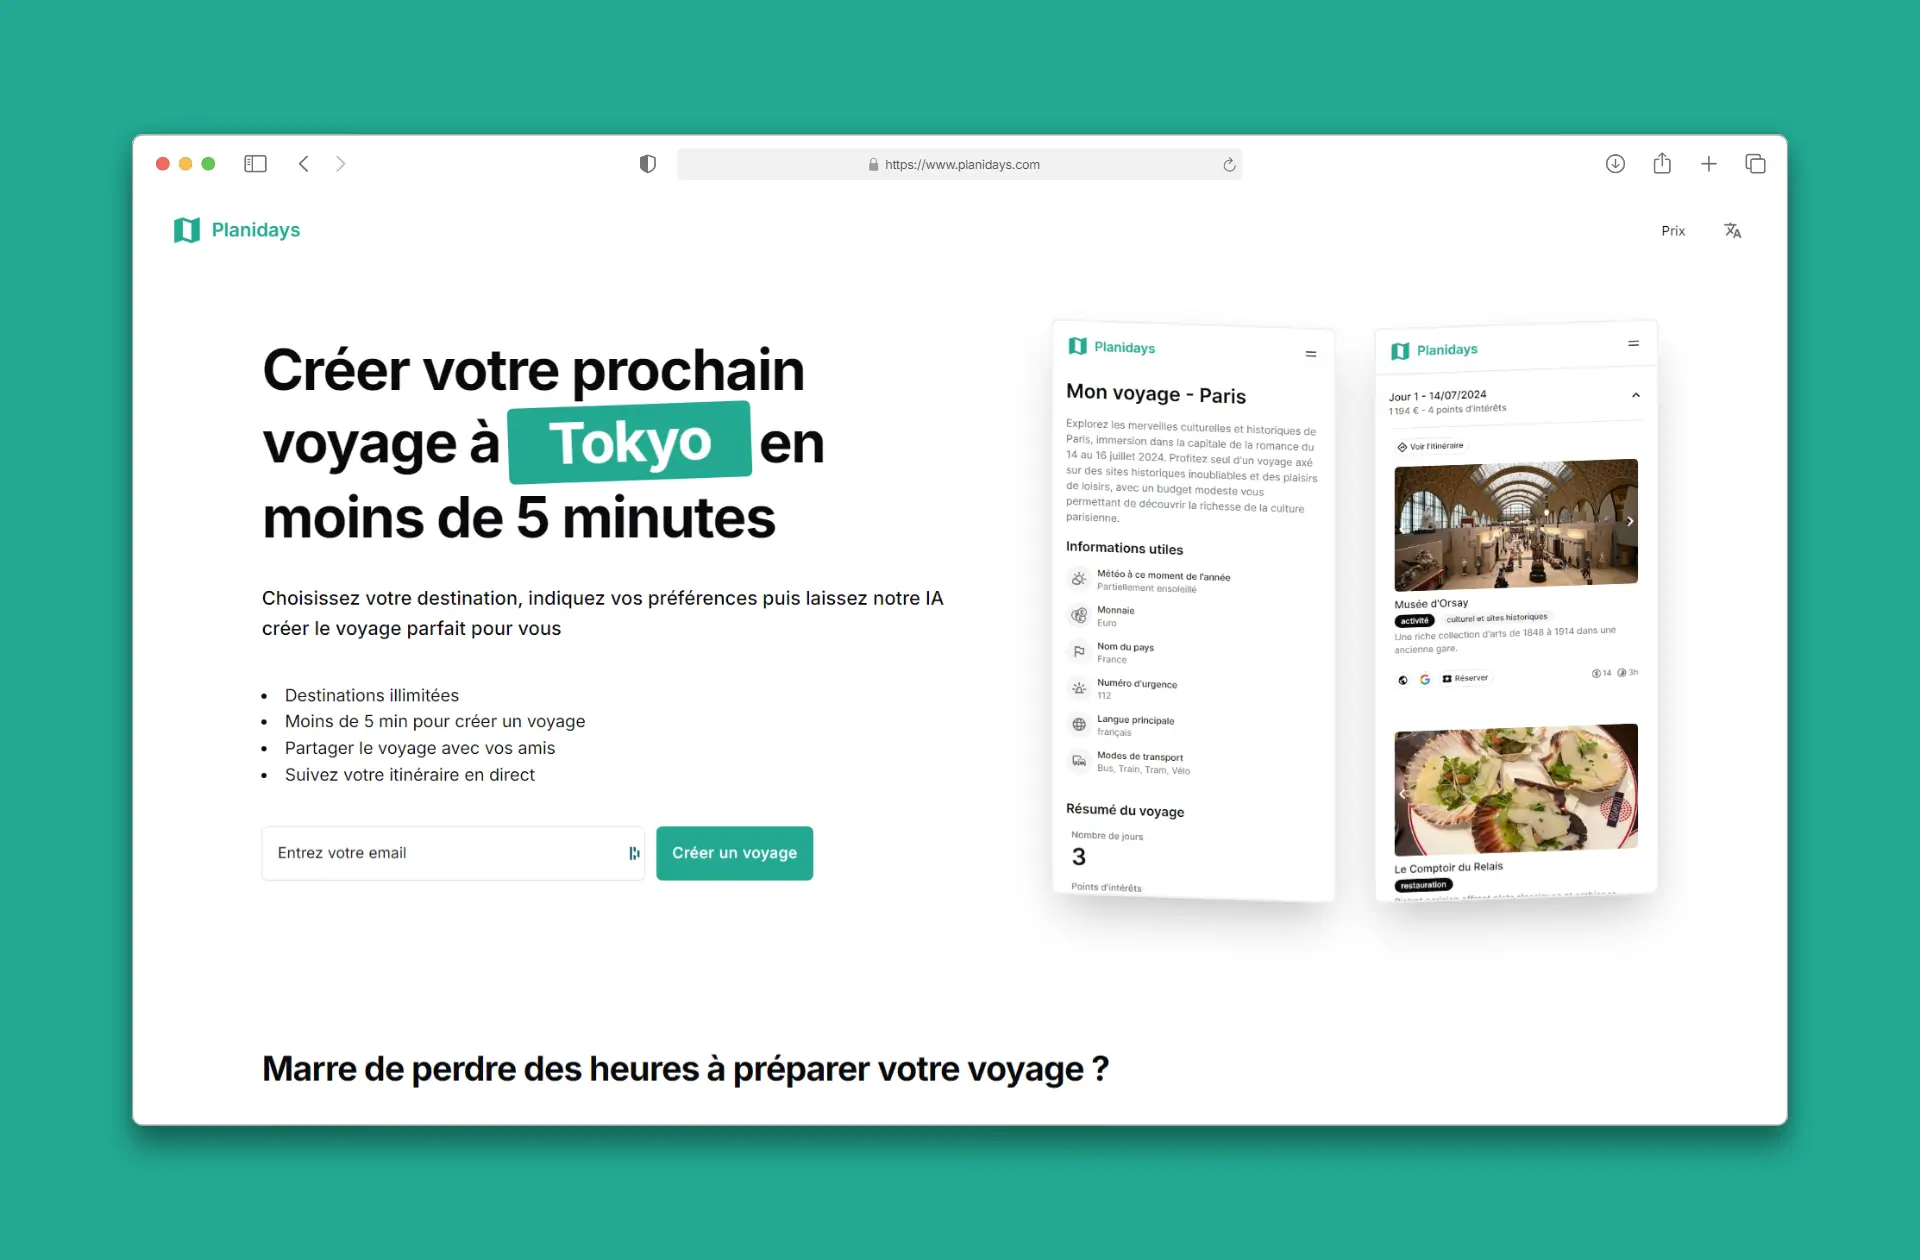 https://www.planidays.com
Planidays
Prix
Créer votre prochain
voyage à Tokyo en
moins de 5 minutes
Choisissez votre destination, indiquez vos préférences puis laissez notre IA
créer le voyage parfait pour vous
• Destinations illimitées
• Moins de 5 min pour créer un voyage
• Partager le voyage avec vos amis
• Suivez votre itinéraire en direct
Entrez votre email
Créer un voyage
Planidays
Mon voyage - Paris
Explorez les merveilles culturelles et historiques de
Paris, immersion dans la capitale de la romance du
14 au 16 juillet 2024. Profitez seul d'un voyage axé
sur des sites historiques inoubliables et des plaisirs
de loisirs, avec un budget modeste vous
permettant de découvrir la richesse de la culture
parisienne.
Informations utiles
Météo à ce moment de l'année
Partiellement ensoleillé
Monnaie
Euro
Nom du pays
France
Numéro d'urgence
112
Langue principale
français
Modes de transport
Bus, Train, Tram, Vélo
Résumé du voyage
Nombre de jours
3
Points d'intérêts
Planidays
Jour 1 - 14/07/2024
1 194 € - 4 points d'intérêts
Voir l'itinéraire
Musée d'Orsay
activité culturel et sites historiques
Une riche collection d'arts de 1848 à 1914 dans une
ancienne gare.
Réserver
14 3h
Le Comptoir du Relais
restauration
Marre de perdre des heures à préparer votre voyage ?